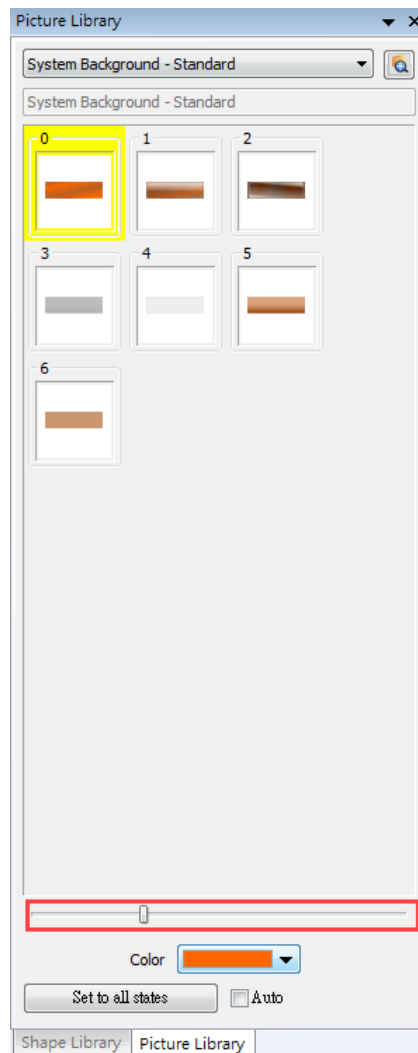 Picture Library
System Background - Standard
System Background - Standard
0 1 2
3 4 5
6
Color
Set to all states Auto
Shape Library Picture Library